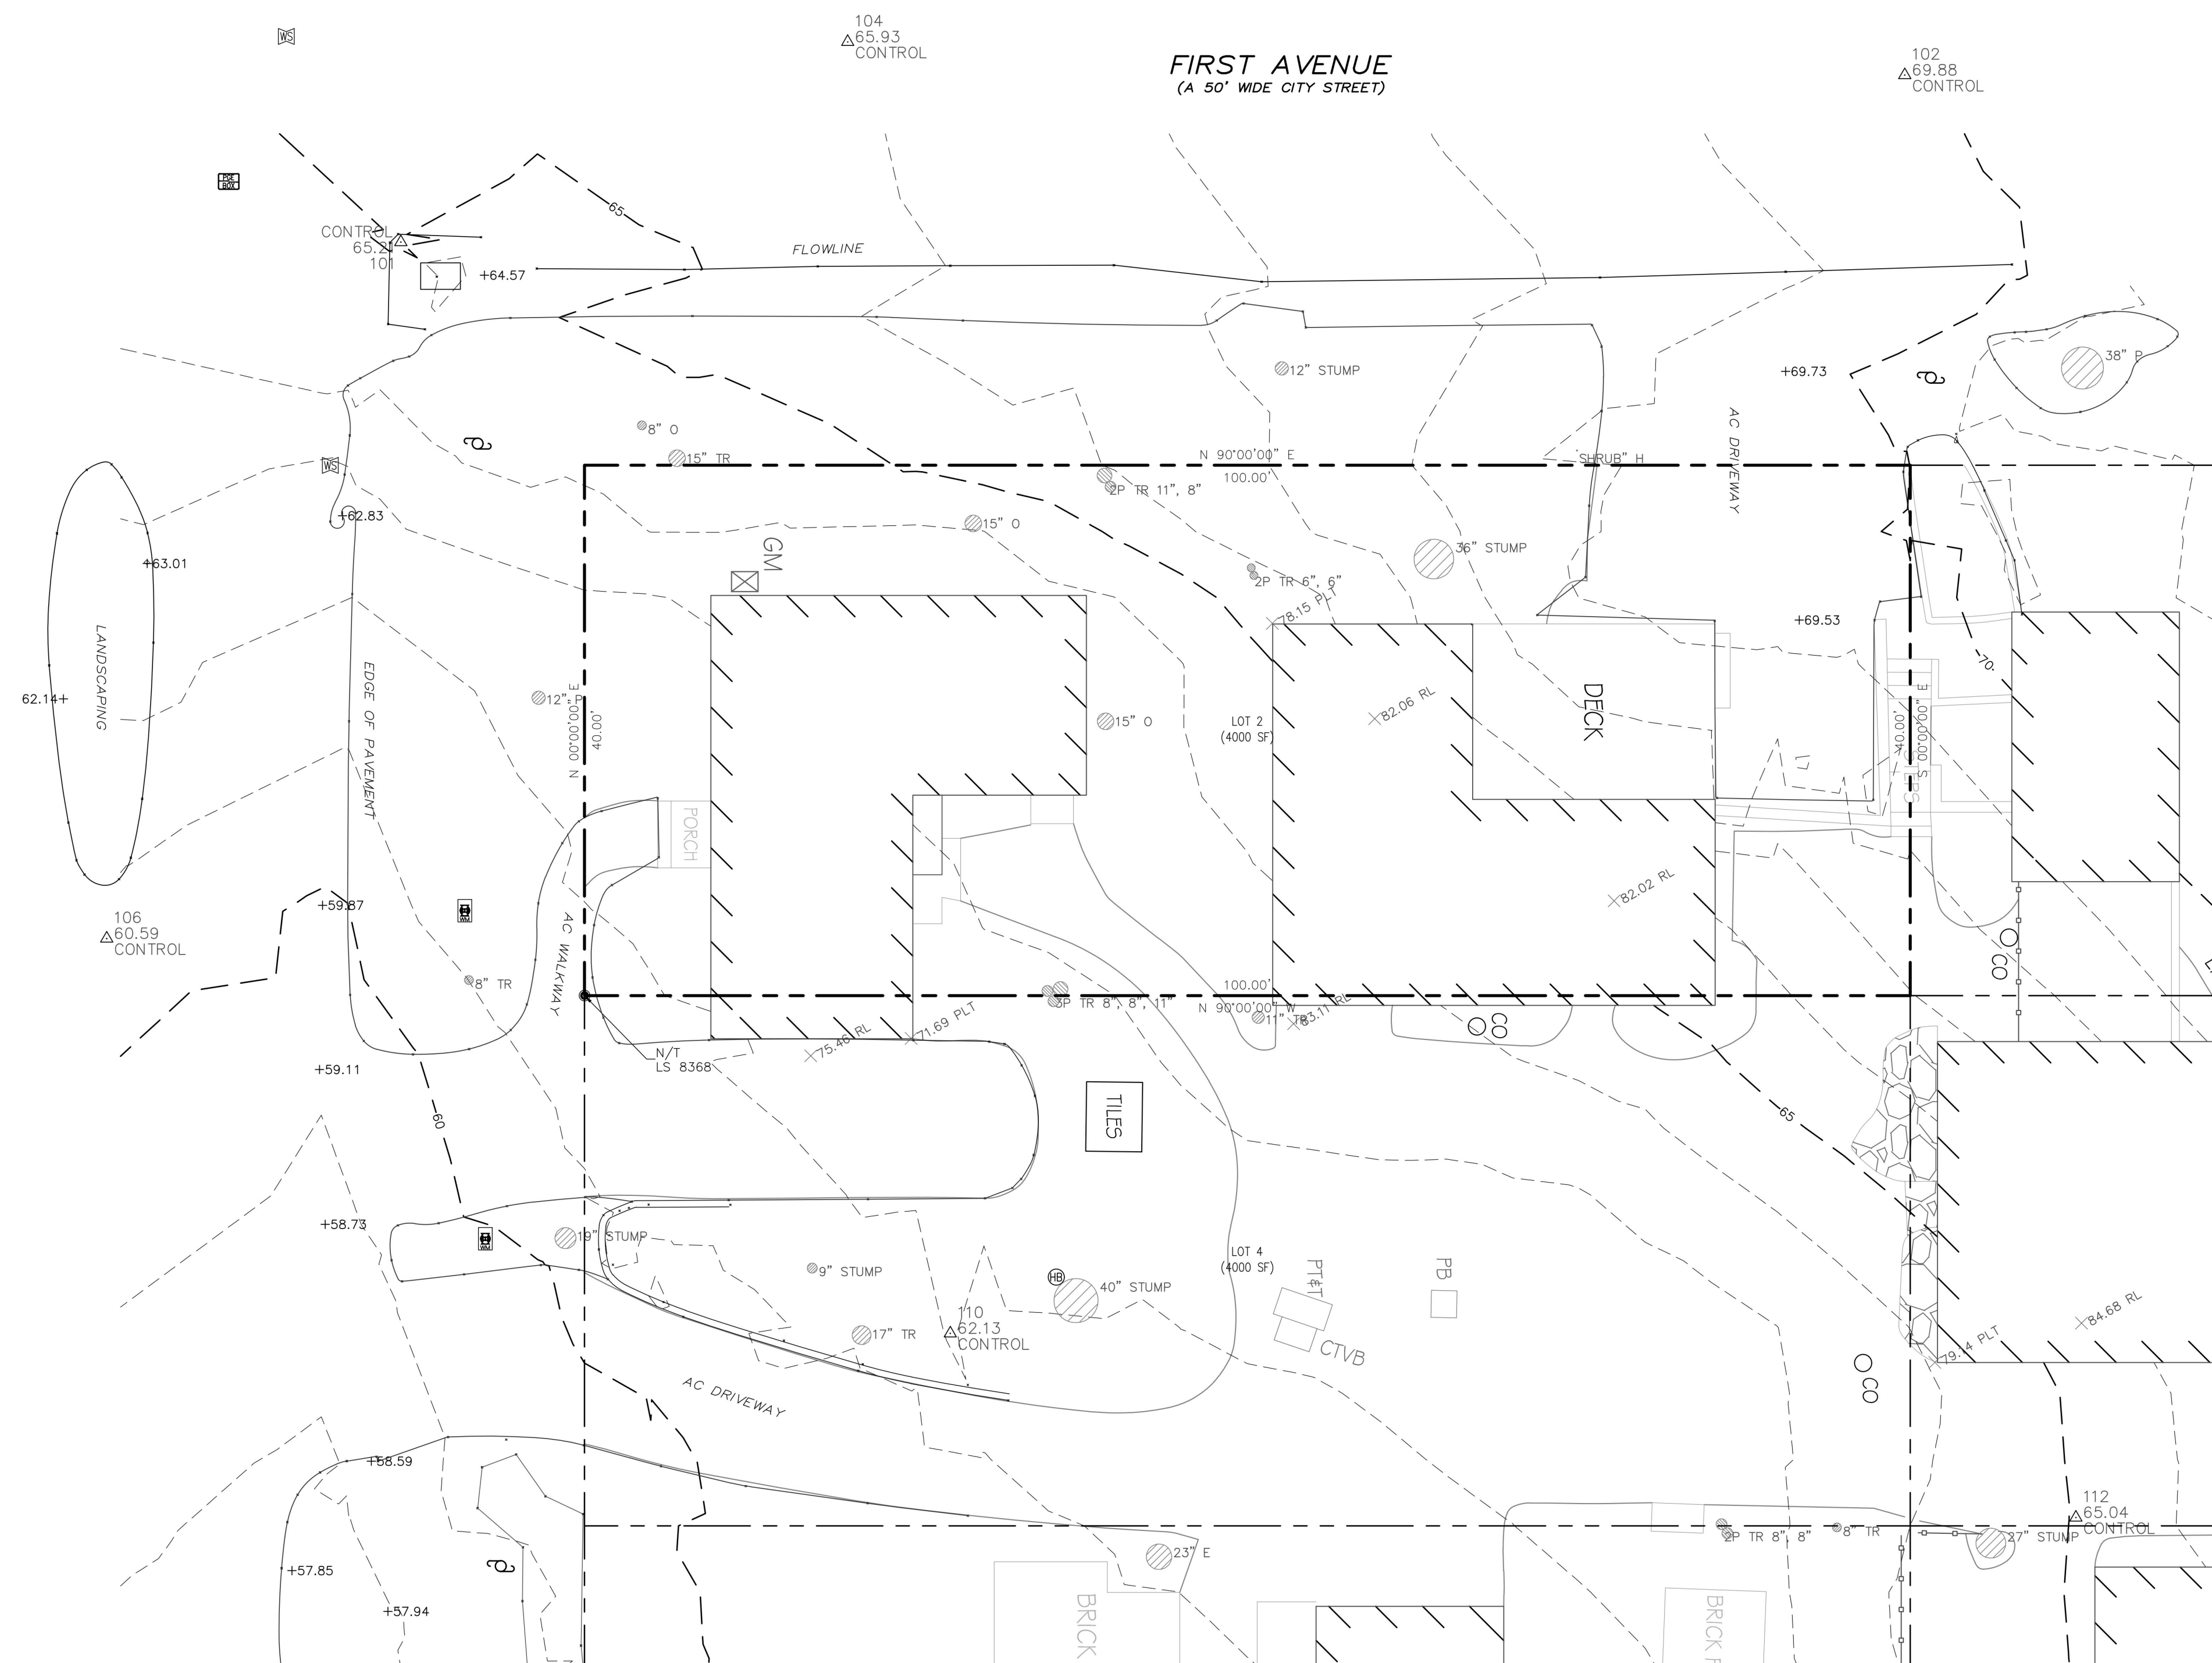 WS
104
65.93
CONTROL
FIRST AVENUE
(A 50' WIDE CITY STREET)
102
69.88
CONTROL
PGE
BOX
65
CONTROL
65.21
101
+64.57
FLOWLINE
12" STUMP
+69.73
38" P
8" O
15" TR
AC DRIVEWAY
N 90°00'00" E
100.00'
SHRUB" H
WS
2P TR 11", 8"
+62.83
15" O
GM
36" STUMP
+63.01
2P TR 6", 6"
78.15 PLT
+69.53
LANDSCAPING
EDGE OF PAVEMENT
70
62.14+
12" P
N 00°00'00" E
40.00'
15" O
LOT 2
(4000 SF)
82.06 RL
DECK
40.00'
S 00°00'00" E
PORCH
82.02 RL
+59.87
106
60.59
CONTROL
WM
AC WALKWAY
CO
8" TR
100.00'
N 90°00'00" W
3P TR 8", 8", 11"
11" TR
83.11 RL
CO
75.46 RL
71.69 PLT
N/T
LS 8368
+59.11
60
TILES
65
+58.73
WM
19" STUMP
9" STUMP
HB
40" STUMP
LOT 4
(4000 SF)
PT&T
PB
110
62.13
CONTROL
17" TR
CTVB
84.68 RL
79.14 PLT
CO
AC DRIVEWAY
+58.59
112
65.04
CONTROL
2P TR 8", 8"
8" TR
27" STUMP
23" E
+57.85
+57.94
BRICK
BRICK